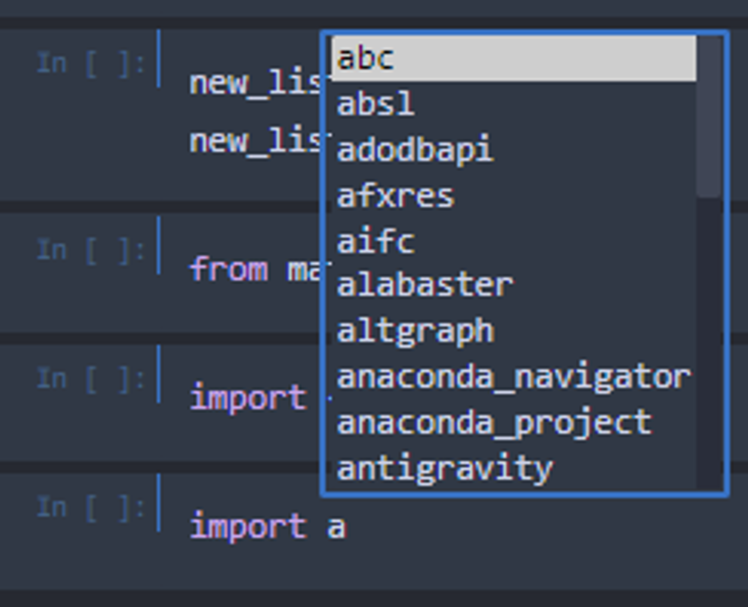 In [ ]:
new_lis
new_lis
In [ ]:
from ma
In [ ]:
import
In [ ]:
import a
abc
absl
adodbapi
afxres
aifc
alabaster
altgraph
anaconda_navigator
anaconda_project
antigravity